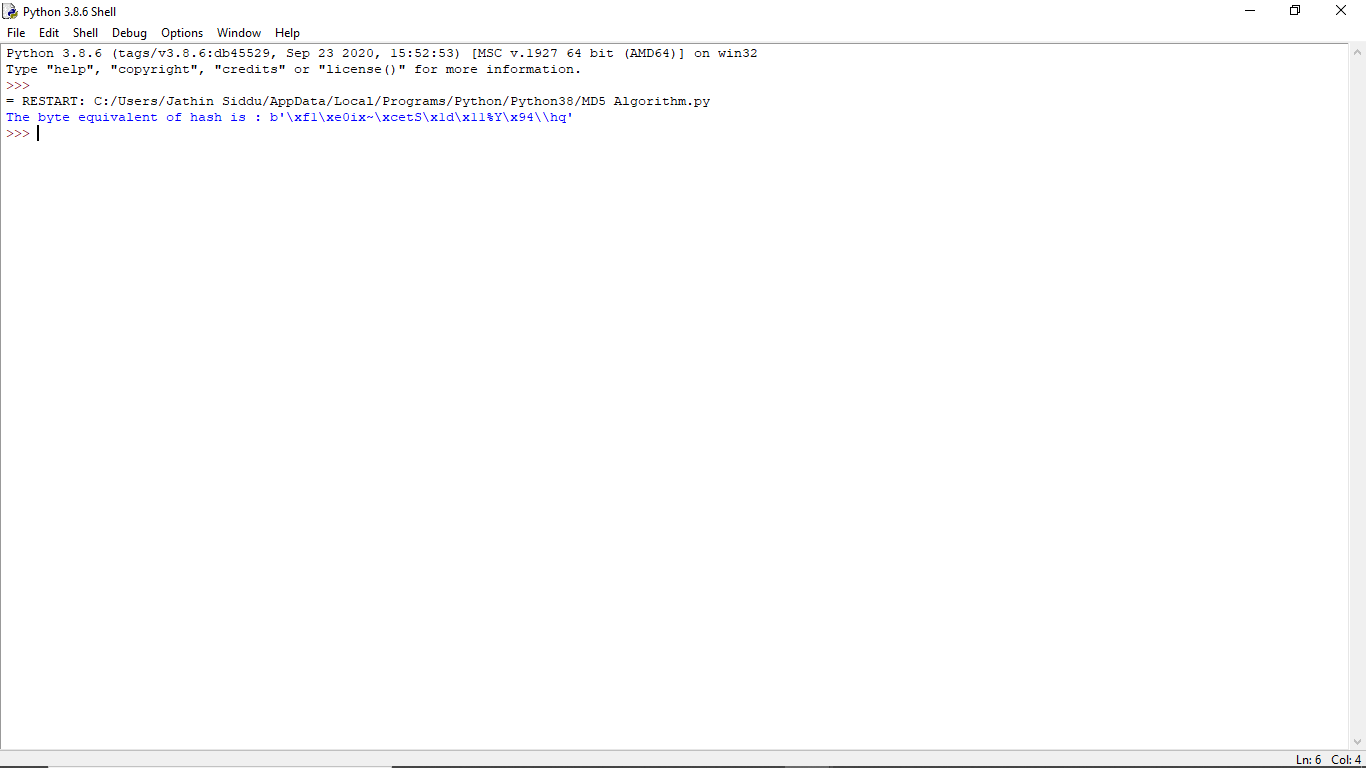 Python 3.8.6 Shell
File Edit Shell Debug Options Window Help
Python 3.8.6 (tags/v3.8.6:db45529, Sep 23 2020, 15:52:53) [MSC v.1927 64 bit (AMD64)] on win32
Type "help", "copyright", "credits" or "license()" for more information.
>>>
= RESTART: C:/Users/Jathin Siddu/AppData/Local/Programs/Python/Python38/MD5 Algorithm.py
The byte equivalent of hash is : b'\xf1\xe0ix~\xcetS\x1d\x11%Y\x94\\hq'
>>>
Ln: 6 Col: 4